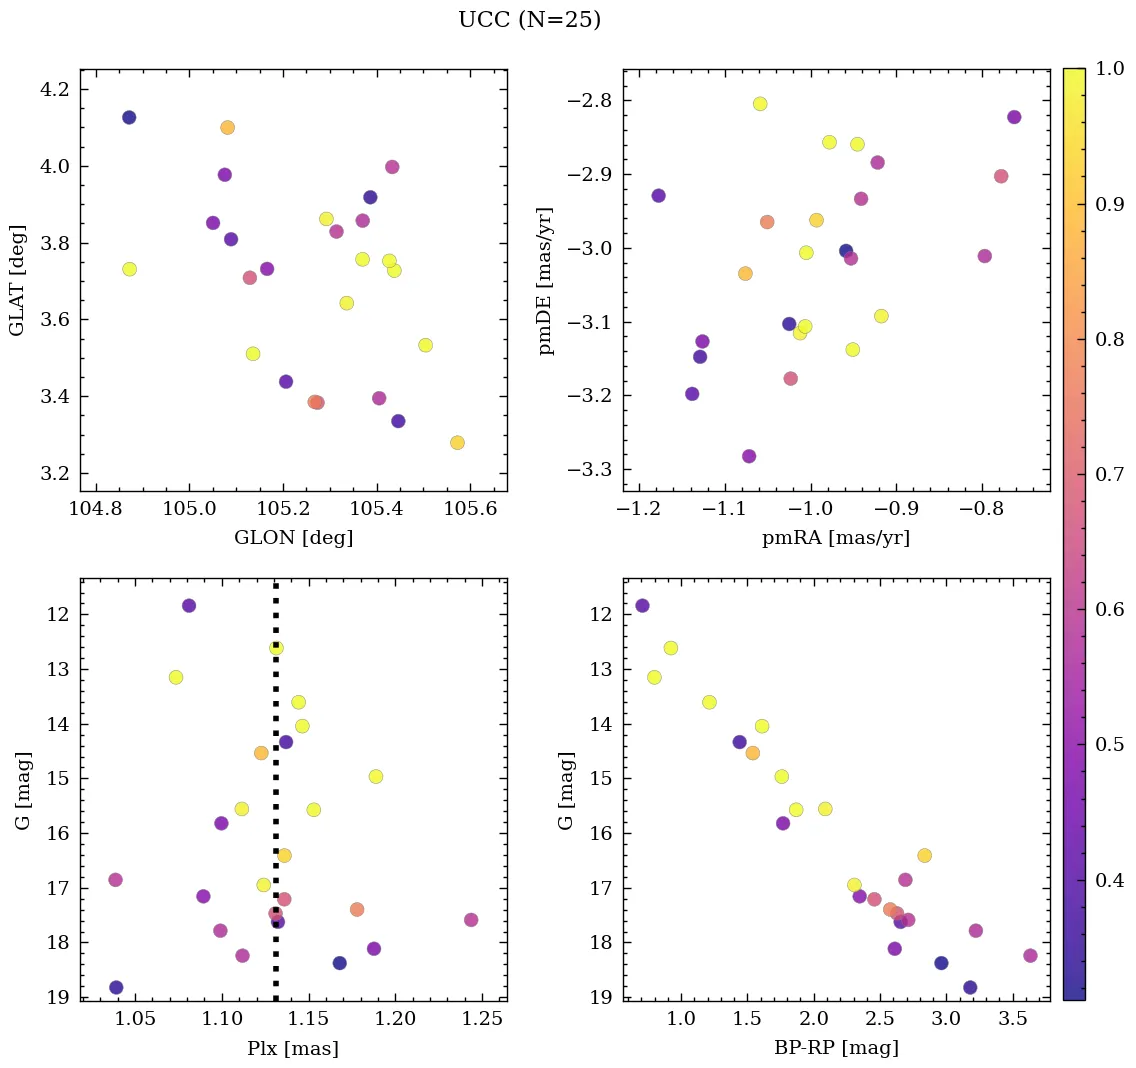 UCC (N=25)
4.2
4.0
3.8
3.6
3.4
3.2
GLAT [deg]
104.8 105.0 105.2 105.4 105.6
GLON [deg]
−2.8
−2.9
−3.0
−3.1
−3.2
−3.3
pmDE [mas/yr]
−1.2 −1.1 −1.0 −0.9 −0.8
pmRA [mas/yr]
12
13
14
15
16
17
18
19
G [mag]
1.05 1.10 1.15 1.20 1.25
Plx [mas]
12
13
14
15
16
17
18
19
G [mag]
1.0 1.5 2.0 2.5 3.0 3.5
BP-RP [mag]
1.0
0.9
0.8
0.7
0.6
0.5
0.4